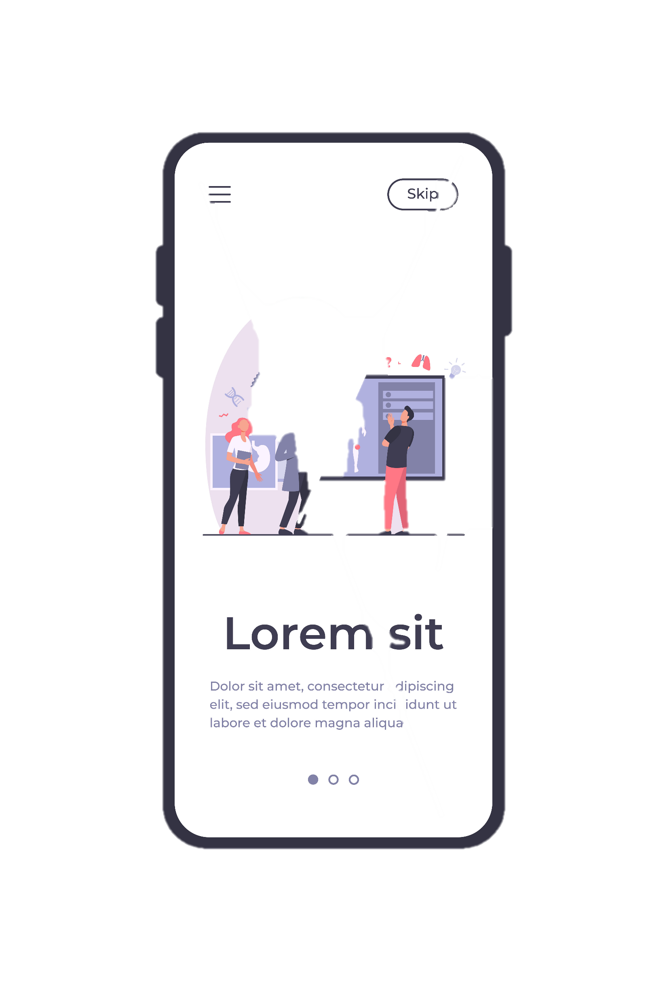 Skip
?
Lorem sit
Dolor sit amet, consectetur dipiscing
elit, sed eiusmod tempor inci idunt ut
labore et dolore magna aliqua